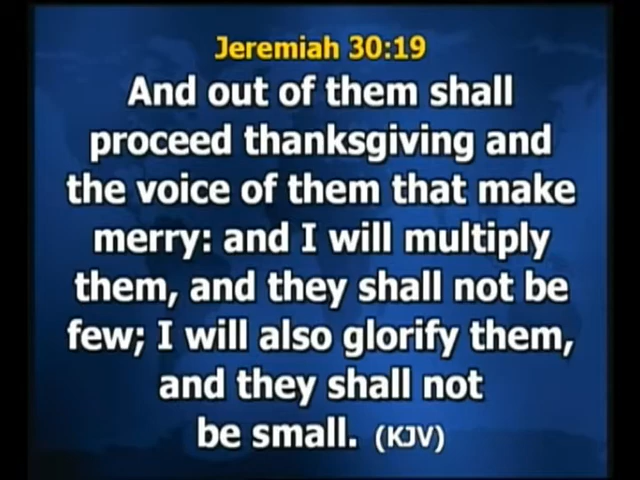 Jeremiah 30:19
And out of them shall
proceed thanksgiving and
the voice of them that make
merry: and I will multiply
them, and they shall not be
few; I will also glorify them,
and they shall not
be small. (KJV)